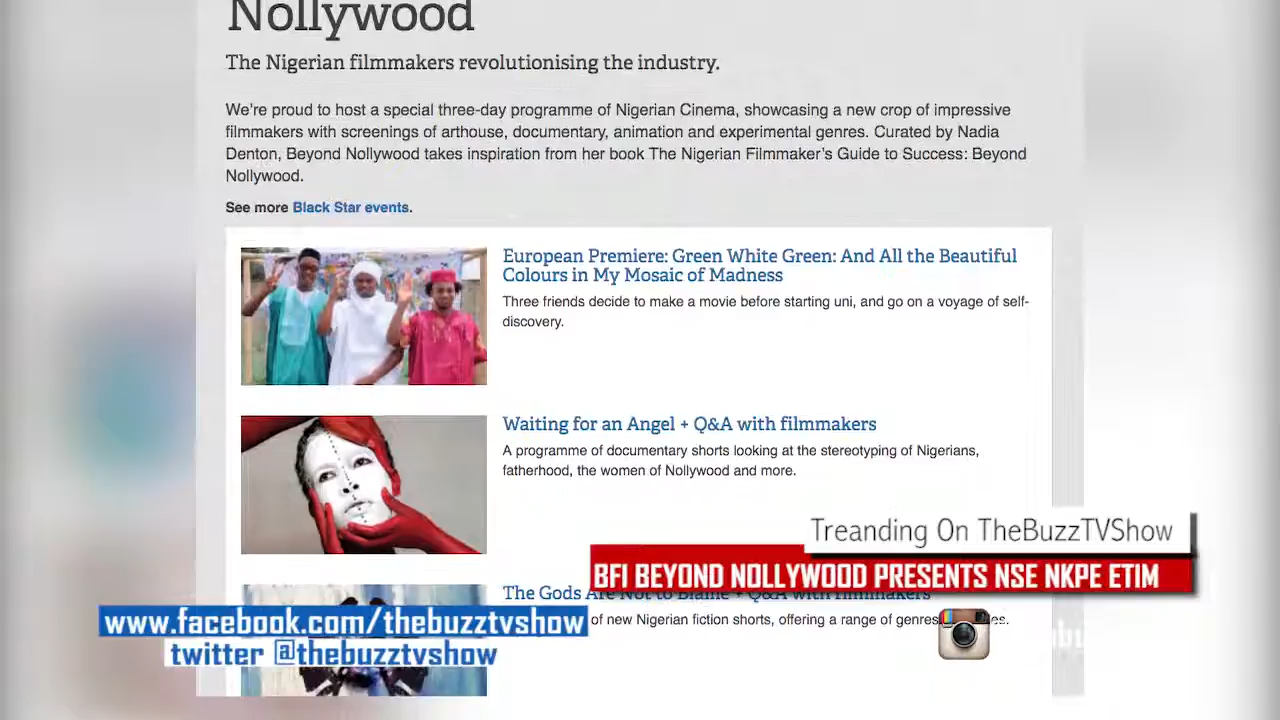 Nollywood
The Nigerian filmmakers revolutionising the industry.
We're proud to host a special three-day programme of Nigerian Cinema, showcasing a new crop of impressive
filmmakers with screenings of arthouse, documentary, animation and experimental genres. Curated by Nadia
Denton, Beyond Nollywood takes inspiration from her book The Nigerian Filmmaker's Guide to Success: Beyond
Nollywood.
See more Black Star events.
European Premiere: Green White Green: And All the Beautiful
Colours in My Mosaic of Madness
Three friends decide to make a movie before starting uni, and go on a voyage of self-
discovery.
Waiting for an Angel + Q&A with filmmakers
A programme of documentary shorts looking at the stereotyping of Nigerians,
fatherhood, the women of Nollywood and more.
Treanding On TheBuzzTVShow
BFI BEYOND NOLLYWOOD PRESENTS NSE NKPE ETIM
The Gods Are Not to Blame + Q&A with filmmakers
of new Nigerian fiction shorts, offering a range of genres
www.facebook.com/thebuzztvshow
twitter @thebuzztvshow